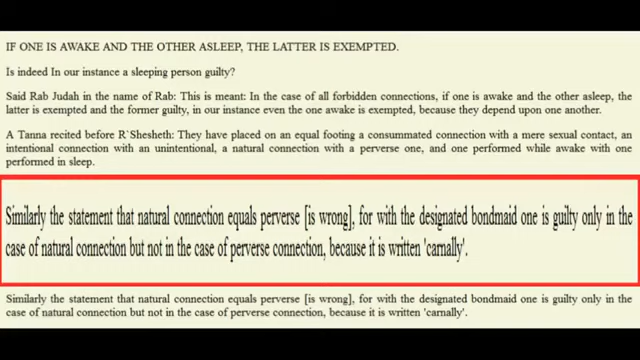 IF ONE IS AWAKE AND THE OTHER ASLEEP, THE LATTER IS EXEMPTED.
Is indeed In our instance a sleeping person guilty?
Said Rab Judah in the name of Rab: This is meant: In the case of all forbidden connections, if one is awake and the other asleep, the
latter is exempted and the former guilty, in our instance even the one awake is exempted, because they depend upon one another.
A Tanna recited before R`Shesheth: They have placed on an equal footing a consummated connection with a mere sexual contact, an
intentional connection with an unintentional, a natural connection with a perverse one, and one performed while awake with one
performed in sleep.
Similarly the statement that natural connection equals perverse [is wrong], for with the designated bondmaid one is guilty only in the
case of natural connection but not in the case of perverse connection, because it is written 'carnally'.
Similarly the statement that natural connection equals perverse [is wrong], for with the designated bondmaid one is guilty only in the
case of natural connection but not in the case of perverse connection, because it is written 'carnally'.